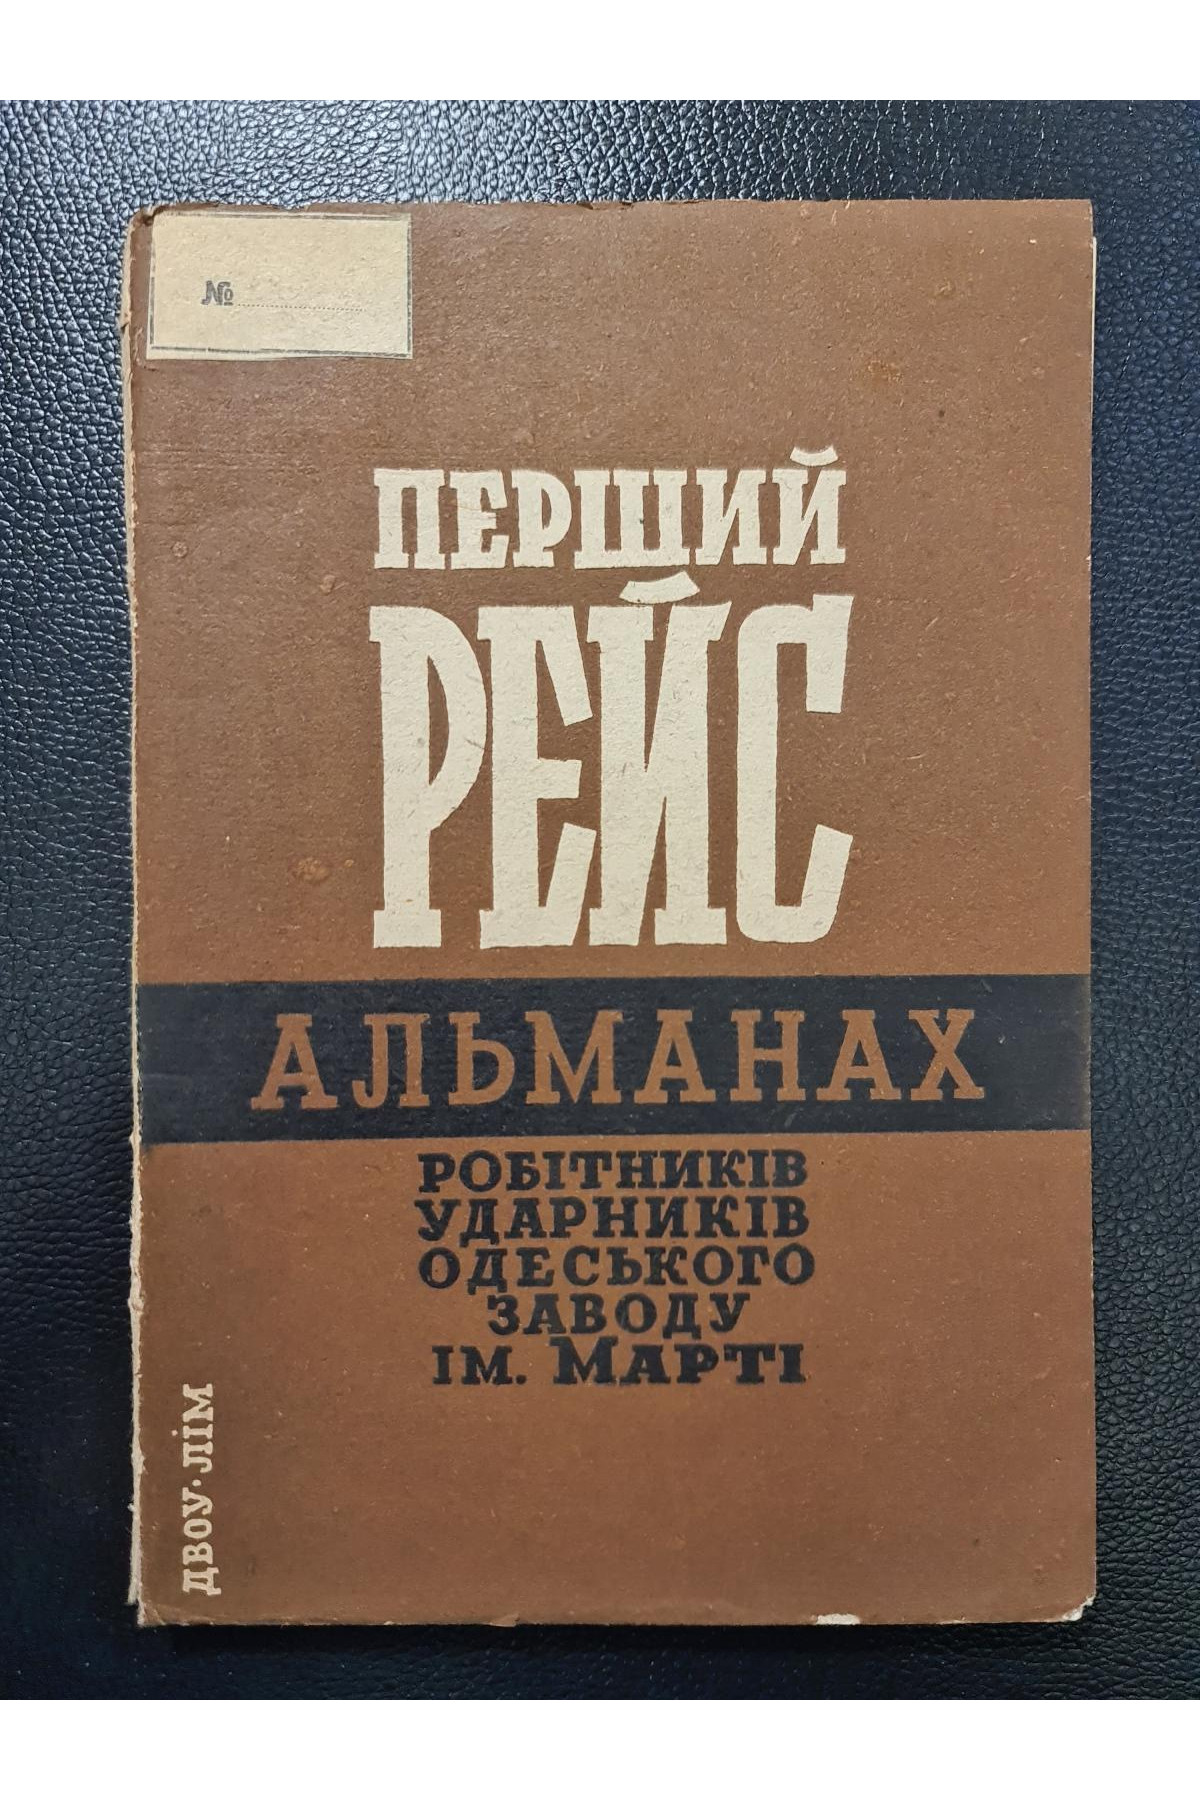 №
ПЕРШИЙ
РЕЙС
АЛЬМАНАХ
РОБІТНИКІВ
УДАРНИКІВ
ОДЕСЬКОГО
ЗАВОДУ
ІМ. МАРТІ
ДВОУ·ЛІМ